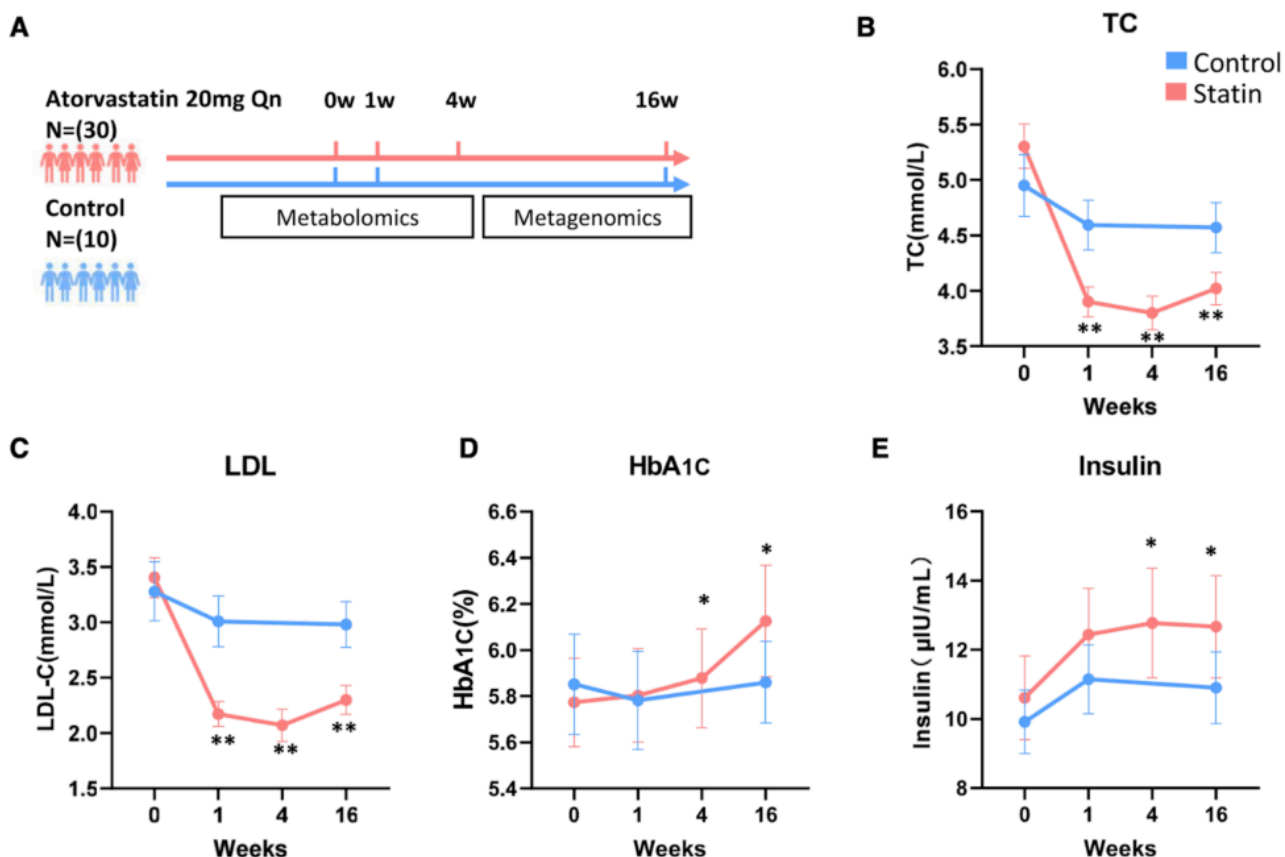 A
Atorvastatin 20mg Qn
N=(30)
0w 1w 4w 16w
Control
N=(10)
Metabolomics
Metagenomics
B
TC
Control
Statin
TC(mmol/L)
6.0
5.5
5.0
4.5
4.0
3.5
** ** **
0 1 4 16
Weeks
C
LDL
LDL-C(mmol/L)
4.0
3.5
3.0
2.5
2.0
1.5
** ** **
0 1 4 16
Weeks
D
HbA1C
HbA1C(%)
6.6
6.4
6.2
6.0
5.8
5.6
5.4
* *
0 1 4 16
Weeks
E
Insulin
Insulin（ μIU/mL）
16
14
12
10
8
* *
0 1 4 16
Weeks